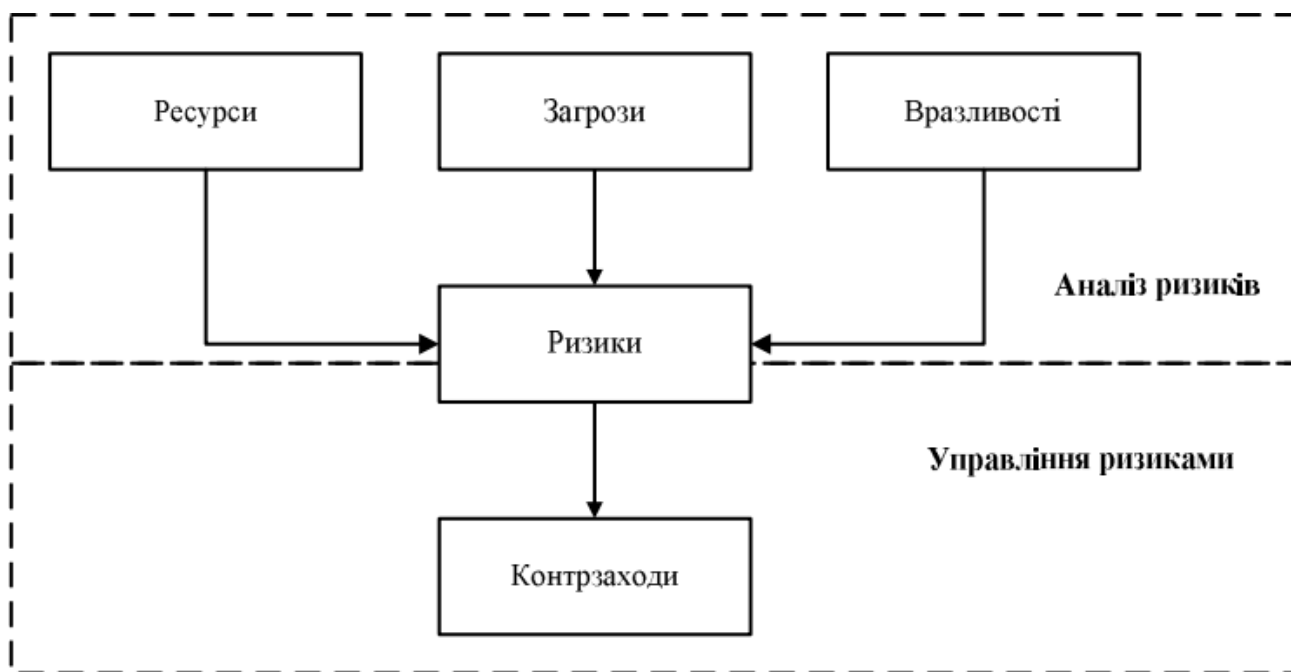 Ресурси
Загрози
Вразливості
Аналіз ризиків
Ризики
Управління ризиками
Контрзаходи